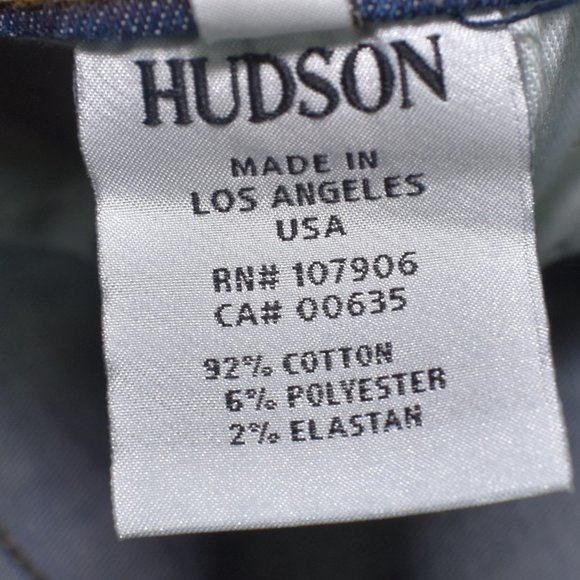 HUDSON
MADE IN
LOS ANGELES
USA
RN# 107906
CA# 00635
92% COTTON
6% POLYESTER
2% ELASTAN